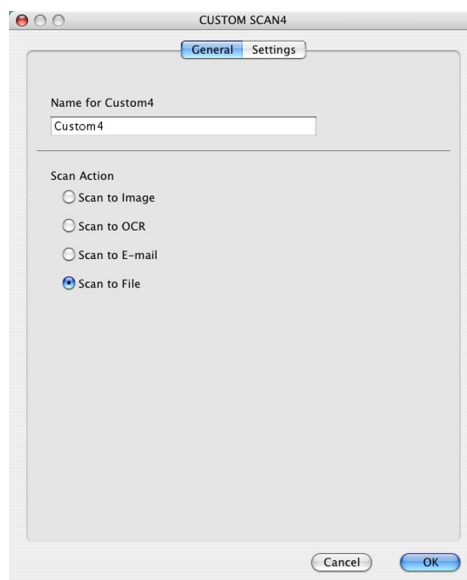 CUSTOM SCAN4
General Settings
Name for Custom4
Custom4
Scan Action
Scan to Image
Scan to OCR
Scan to E-mail
Scan to File
Cancel OK